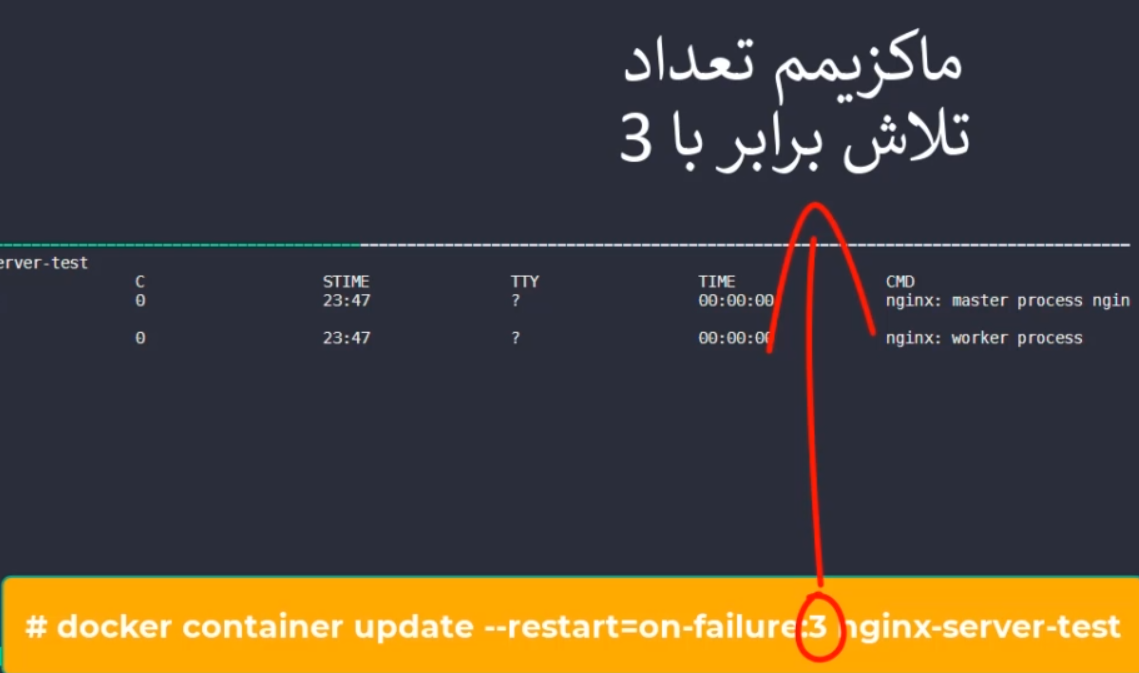 ماکزیمم تعداد
تلاش برابر با 3
erver-test
C STIME TTY TIME CMD
0 23:47 ? 00:00:00 nginx: master process ngin
0 23:47 ? 00:00:00 nginx: worker process
# docker container update --restart=on-failure:3 nginx-server-test